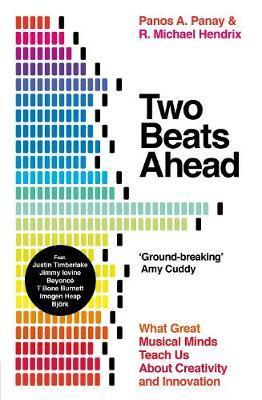 Panos A. Panay &
R. Michael Hendrix
Two
Beats
Ahead
'Ground-breaking'
Amy Cuddy
Feat.
Justin Timberlake
Jimmy Iovine
Beyoncé
T Bone Burnett
Imogen Heap
Björk
What Great
Musical Minds
Teach Us
About Creativity
and Innovation